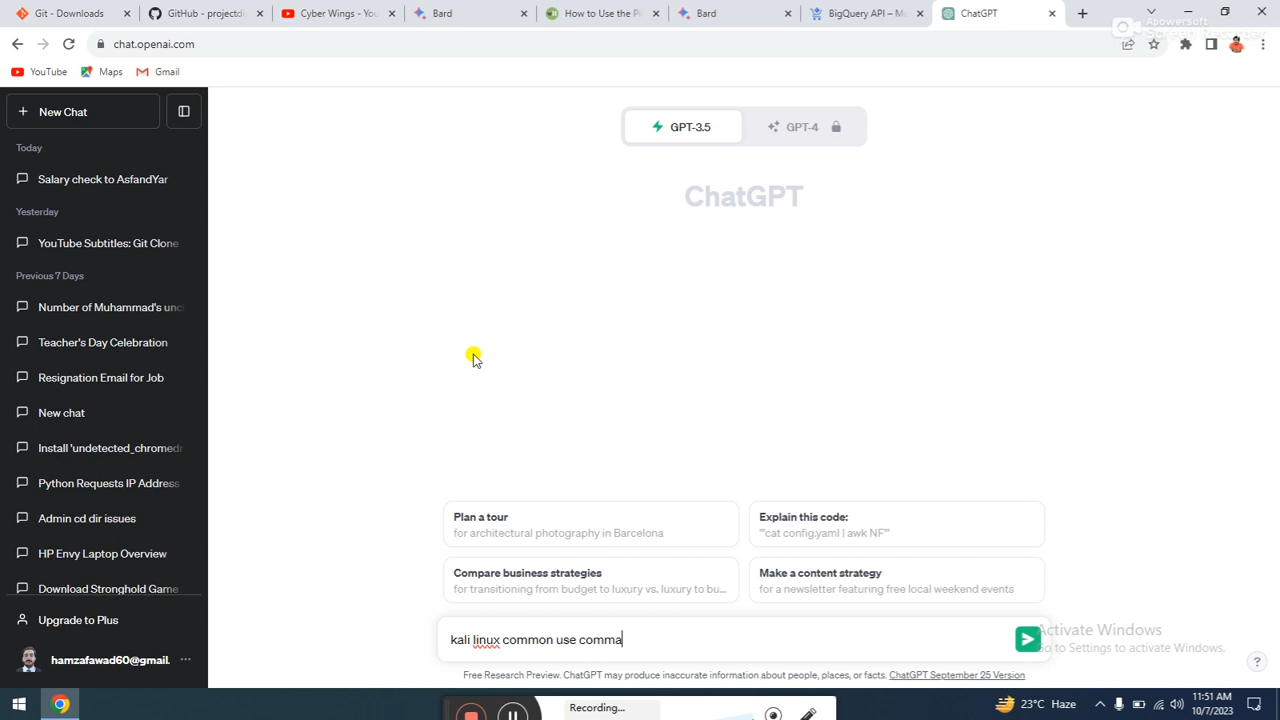 Git - Downloads
GitHub - projectdi
Cyber Wings - You
Bard
How to Use the Pl
Bard
BigQuery API – Ma
ChatGPT
Apowersoft
Screen Recorder
chat.openai.com
YouTube
Maps
Gmail
New Chat
Today
Salary check to AsfandYar
Yesterday
YouTube Subtitles: Git Clone
Previous 7 Days
Number of Muhammad's unc
Teacher's Day Celebration
Resignation Email for Job
New chat
Install 'undetected_chromedr
Python Requests IP Address
Admin cd dir issues
HP Envy Laptop Overview
Download Stronghold Game
Upgrade to Plus
hamzafawad60@gmail.
GPT-3.5
GPT-4
ChatGPT
Plan a tour
for architectural photography in Barcelona
Explain this code:
"'cat config.yaml | awk NF'"
Compare business strategies
for transitioning from budget to luxury vs. luxury to bu...
Make a content strategy
for a newsletter featuring free local weekend events
kali linux common use comma
Activate Windows
Go to Settings to activate Windows.
Free Research Preview. ChatGPT may produce inaccurate information about people, places, or facts. ChatGPT September 25 Version
?
Recording...
23°C Haze
11:51 AM
10/7/2023